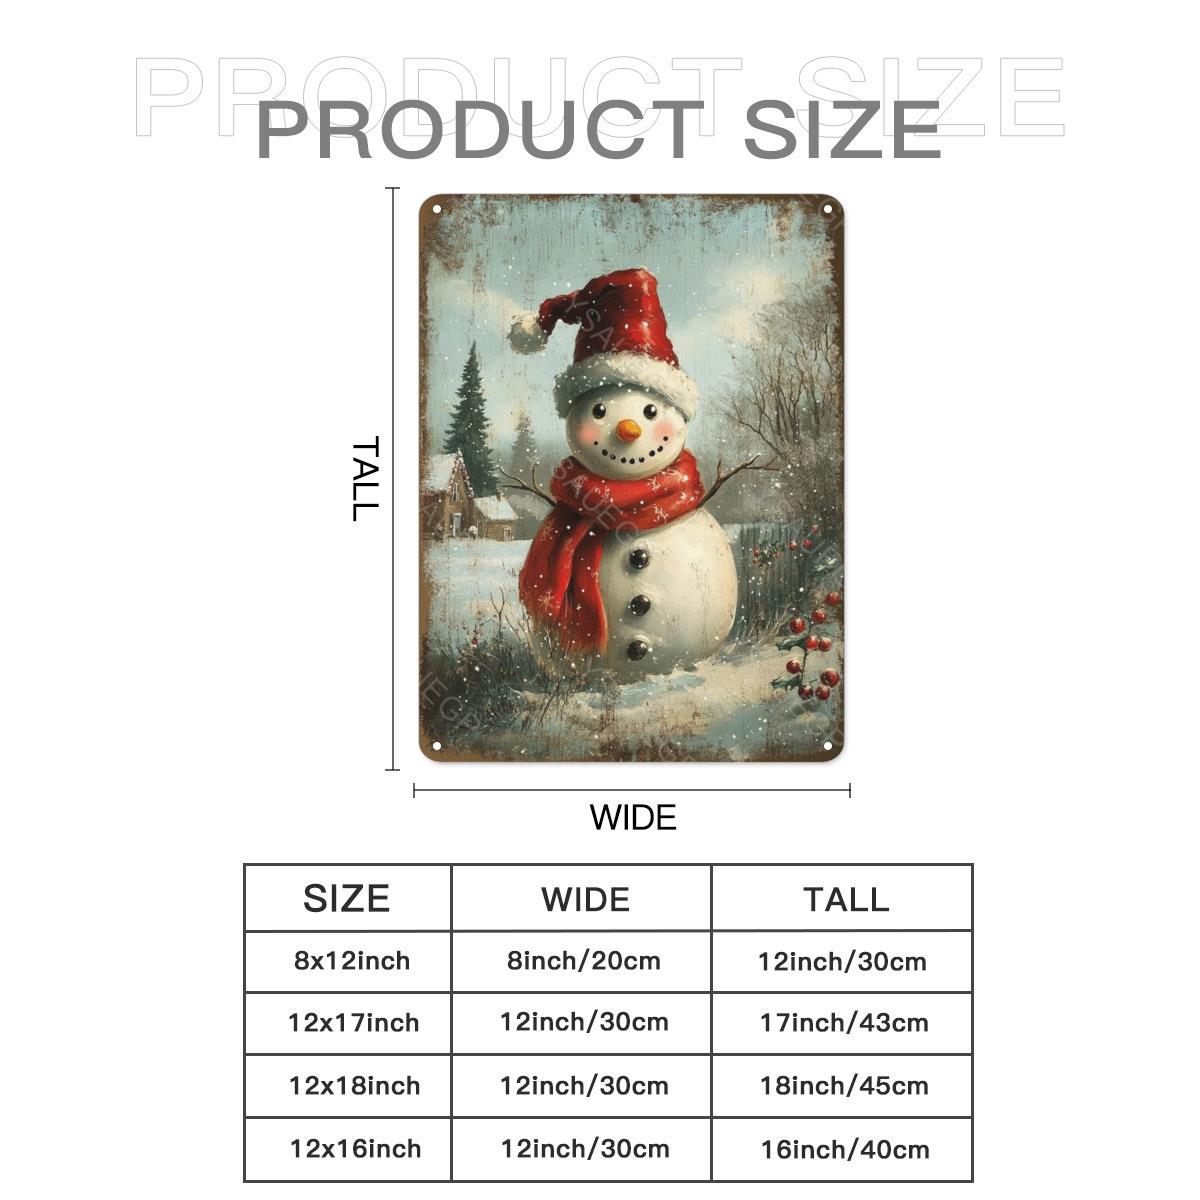 PRODUCT SIZE
PRODUCT SIZE
TALL
WIDE
SIZE WIDE TALL
8x12inch 8inch/20cm 12inch/30cm
12x17inch 12inch/30cm 17inch/43cm
12x18inch 12inch/30cm 18inch/45cm
12x16inch 12inch/30cm 16inch/40cm